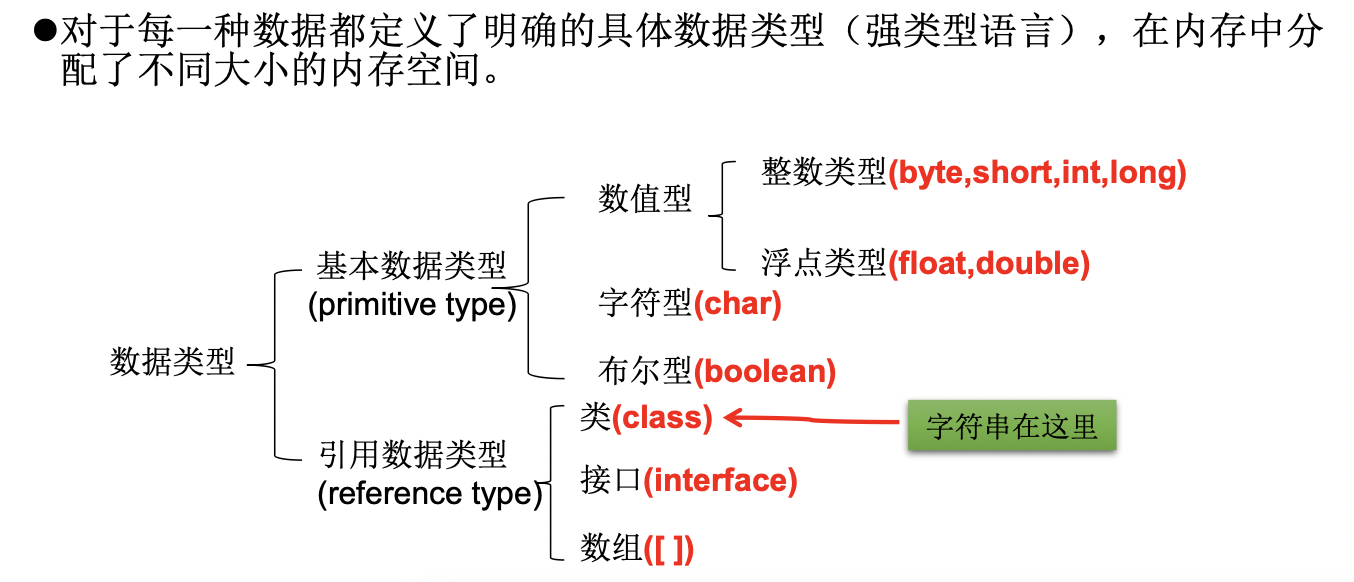 ●对于每一种数据都定义了明确的具体数据类型（强类型语言），在内存中分
配了不同大小的内存空间。
整数类型(byte,short,int,long)
数值型
浮点类型(float,double)
基本数据类型
(primitive type)
字符型(char)
布尔型(boolean)
数据类型
类(class)
字符串在这里
引用数据类型
(reference type)
接口(interface)
数组([ ])